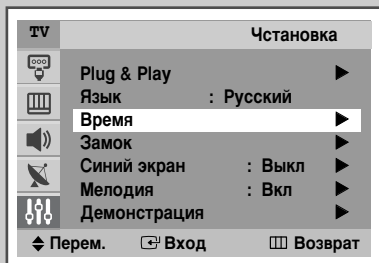 TV Чстановка
Plug & Play
Язык : Русский
Время
Замок
Синий экран : Выкл
Мелодия : Вкл
Демонстрация
Перем. Вход Возврат